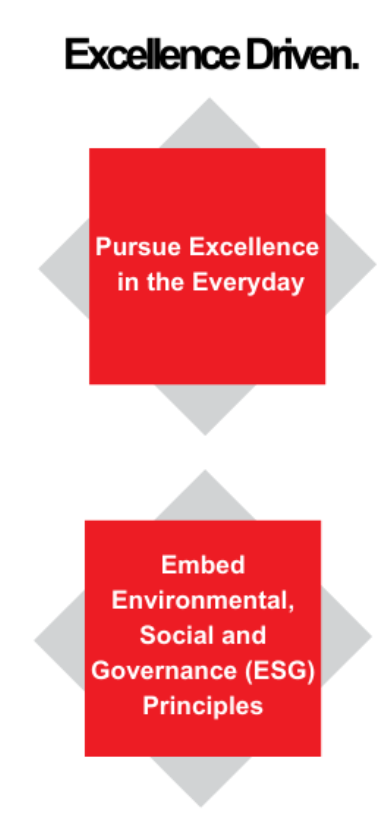 Excellence Driven.
Pursue Excellence
in the Everyday
Embed
Environmental,
Social and
Governance (ESG)
Principles